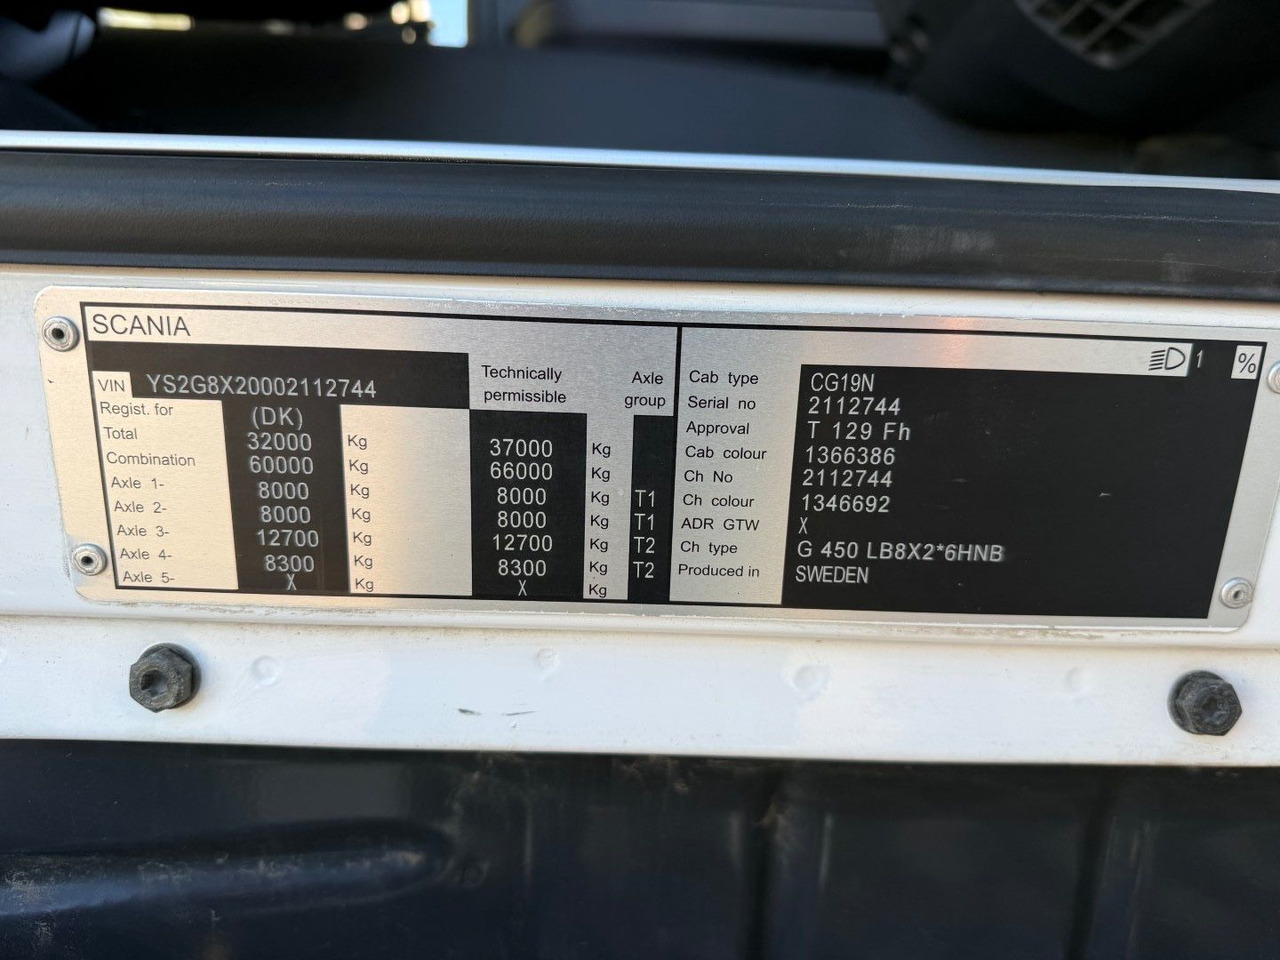 SCANIA
1 %
VIN YS2G8X20002112744
Technically permissible
Axle group
Regist. for (DK)
Total 32000 Kg 37000 Kg
Combination 60000 Kg 66000 Kg
Axle 1- 8000 Kg 8000 Kg T1
Axle 2- 8000 Kg 8000 Kg T1
Axle 3- 12700 Kg 12700 Kg T2
Axle 4- 8300 Kg 8300 Kg T2
Axle 5- X Kg X Kg
Cab type CG19N
Serial no 2112744
Approval T 129 Fh
Cab colour 1366386
Ch No 2112744
Ch colour 1346692
ADR GTW X
Ch type G 450 LB8X2*6HNB
Produced in SWEDEN